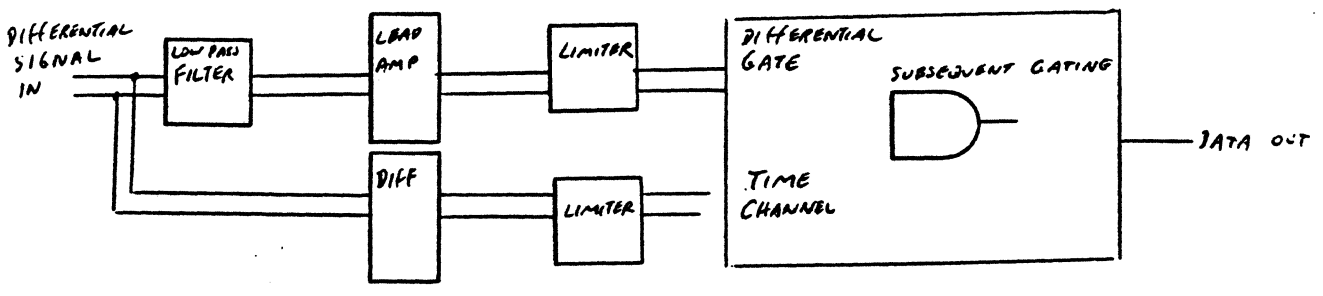 DIFFERENTIAL
SIGNAL
IN
LOW PASS
FILTER
LEAD
AMP
LIMITER
DIFFERENTIAL
GATE
SUBSEQUENT GATING
DATA OUT
DIFF
LIMITER
TIME
CHANNEL